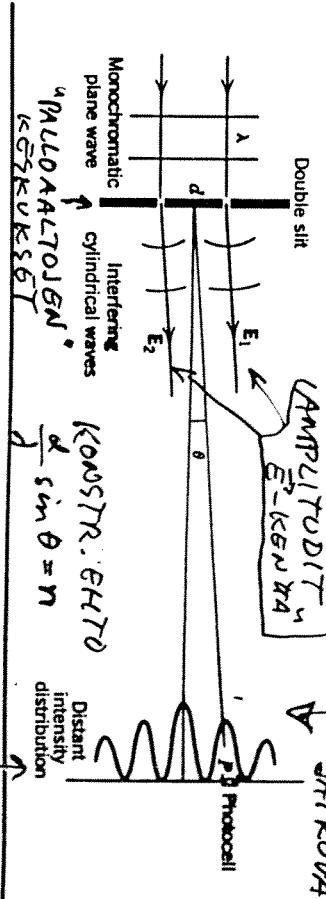 Double slit
λ
Monochromatic
plane wave
d
E₁
E₂
Interfering
cylindrical waves
θ
P
Photocell
Distant
intensity
distribution
"AMPLITUDIT"
E⃗-KENTTÄ
"PALLOAALTOJEN"
KESKUKSET
KONSTR. EHTO
sin θ = n